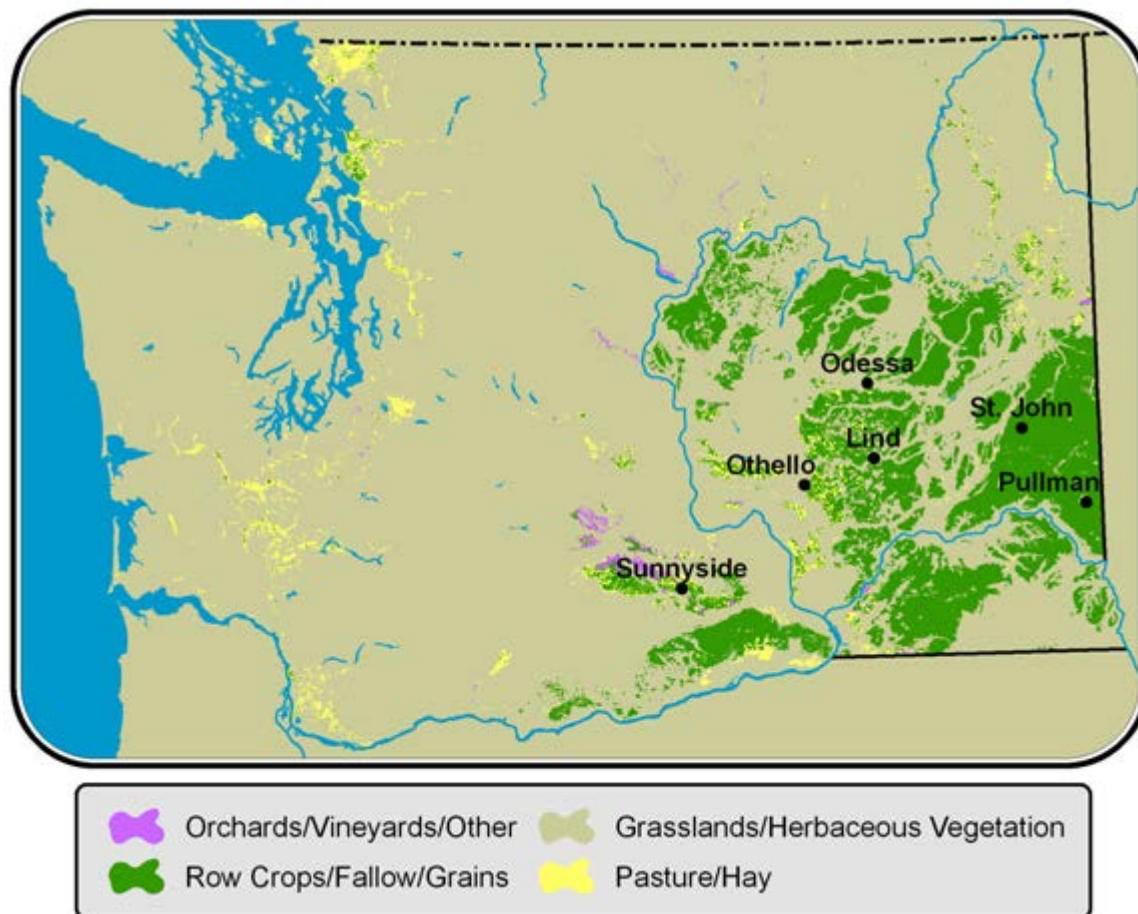 Odessa
St. John
Lind
Othello
Pullman
Sunnyside
Orchards/Vineyards/Other
Grasslands/Herbaceous Vegetation
Row Crops/Fallow/Grains
Pasture/Hay